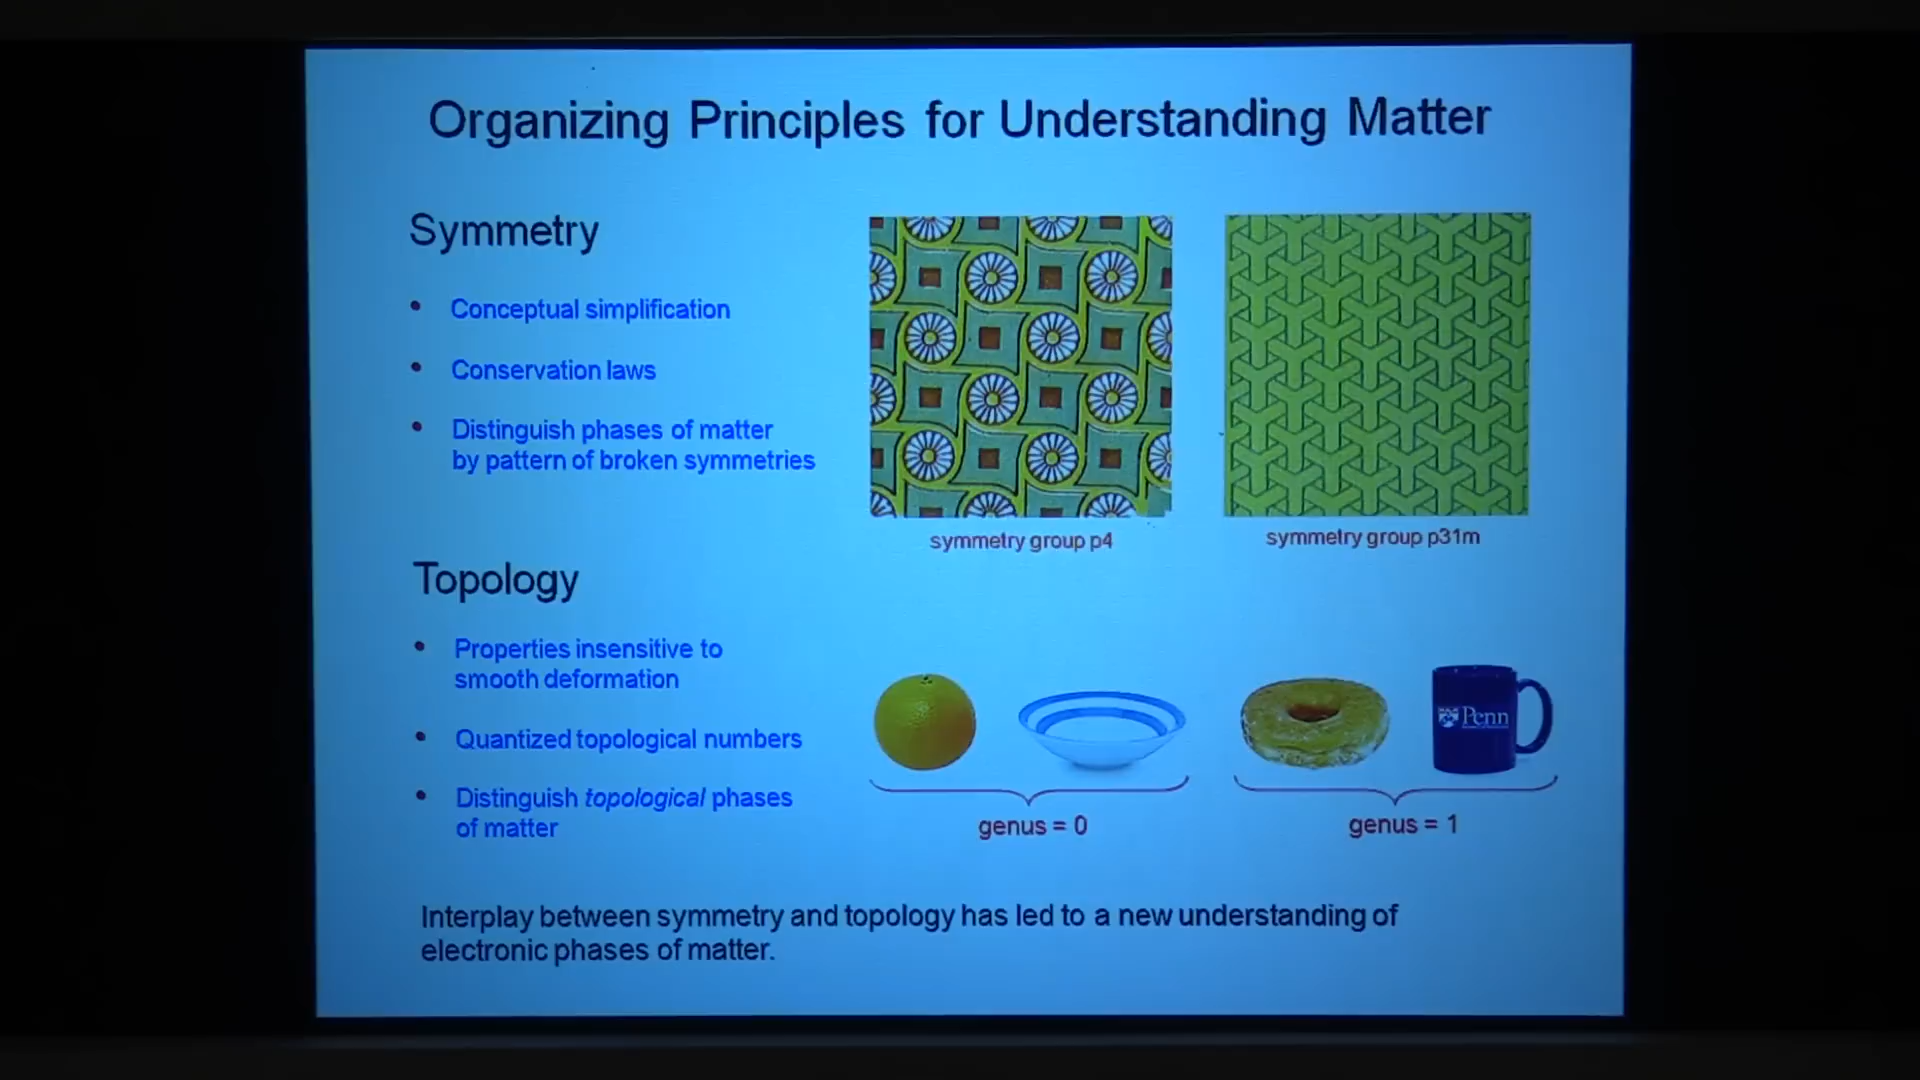 Organizing Principles for Understanding Matter
Symmetry
• Conceptual simplification
• Conservation laws
• Distinguish phases of matter
by pattern of broken symmetries
symmetry group p4
symmetry group p31m
Topology
• Properties insensitive to
smooth deformation
• Quantized topological numbers
• Distinguish topological phases
of matter
Penn
genus = 0
genus = 1
Interplay between symmetry and topology has led to a new understanding of
electronic phases of matter.